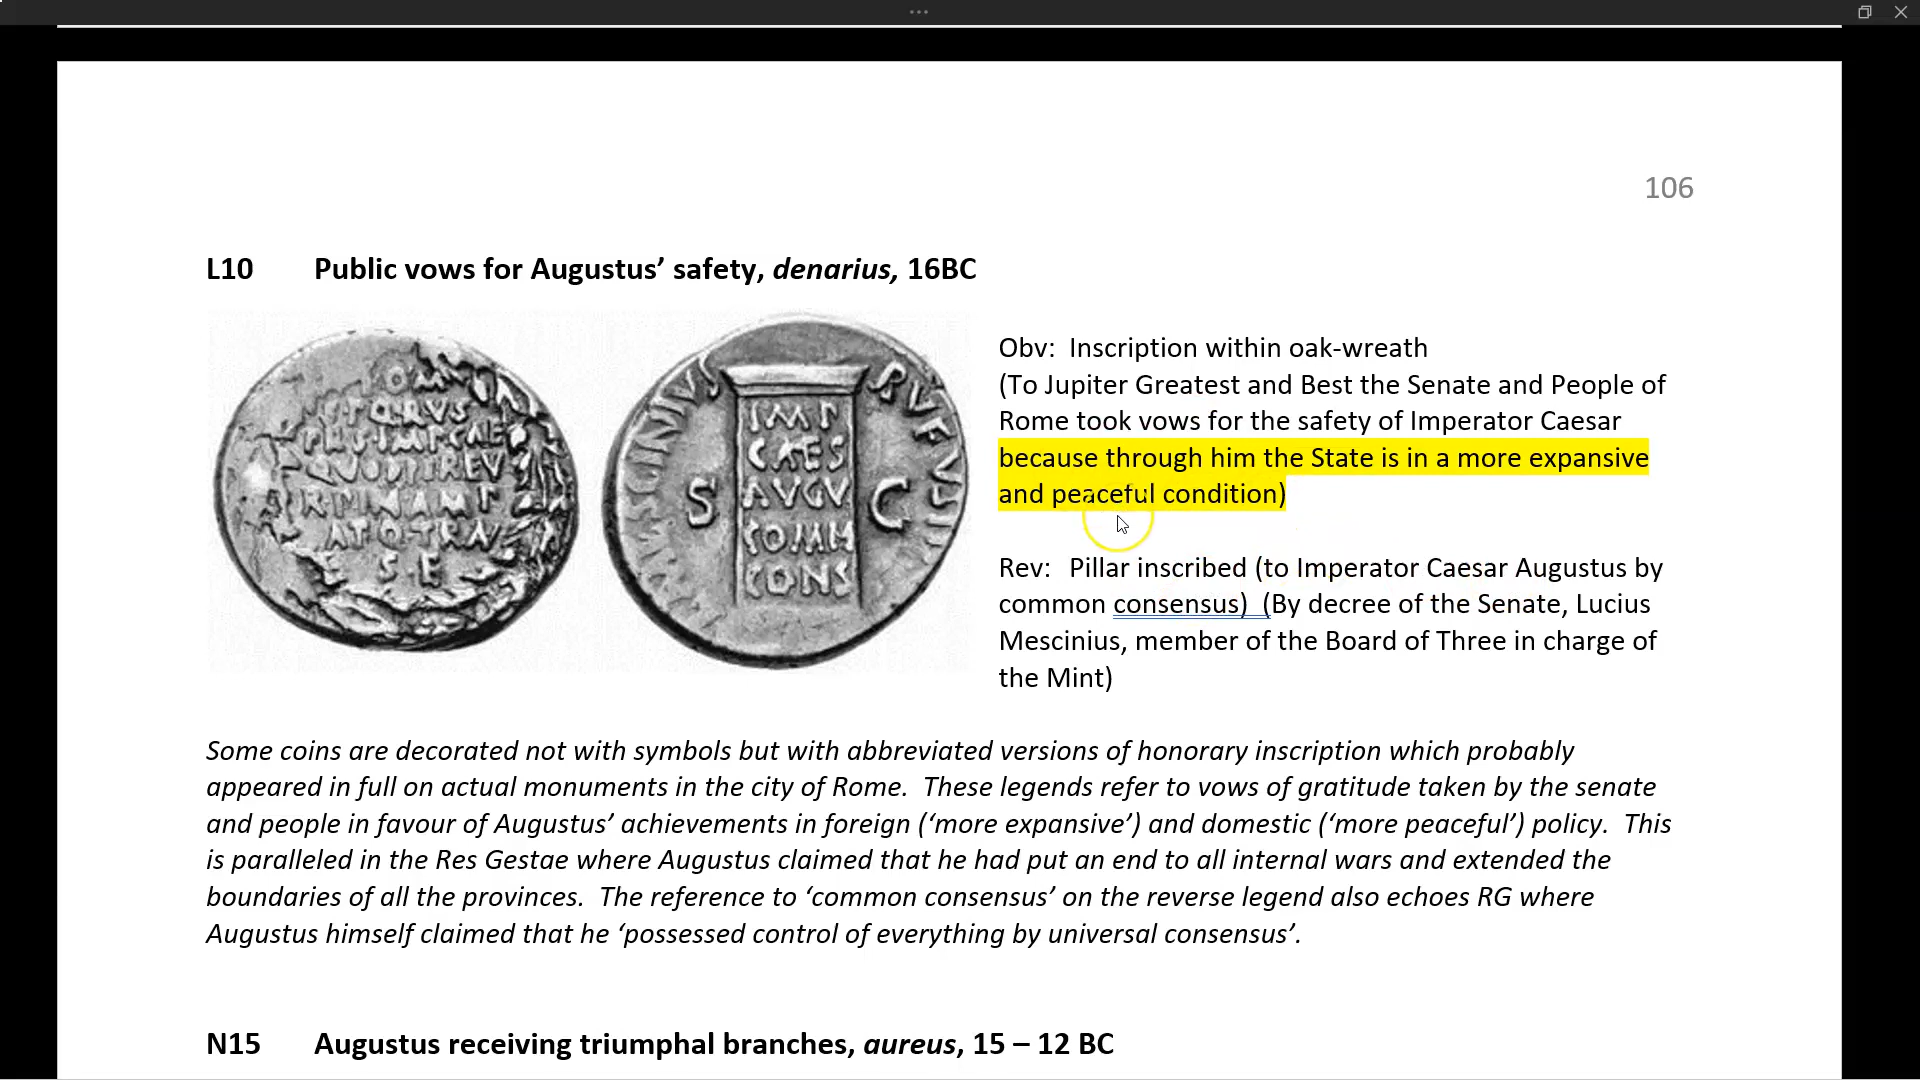 106
L10 Public vows for Augustus’ safety, denarius, 16BC
IMP
CAES
AVGV
COMM
CONS
S C
RVFVS
S E
Obv: Inscription within oak-wreath
(To Jupiter Greatest and Best the Senate and People of
Rome took vows for the safety of Imperator Caesar
because through him the State is in a more expansive
and peaceful condition)
Rev: Pillar inscribed (to Imperator Caesar Augustus by
common consensus) (By decree of the Senate, Lucius
Mescinius, member of the Board of Three in charge of
the Mint)
Some coins are decorated not with symbols but with abbreviated versions of honorary inscription which probably
appeared in full on actual monuments in the city of Rome. These legends refer to vows of gratitude taken by the senate
and people in favour of Augustus’ achievements in foreign (‘more expansive’) and domestic (‘more peaceful’) policy. This
is paralleled in the Res Gestae where Augustus claimed that he had put an end to all internal wars and extended the
boundaries of all the provinces. The reference to ‘common consensus’ on the reverse legend also echoes RG where
Augustus himself claimed that he ‘possessed control of everything by universal consensus’.
N15 Augustus receiving triumphal branches, aureus, 15 – 12 BC